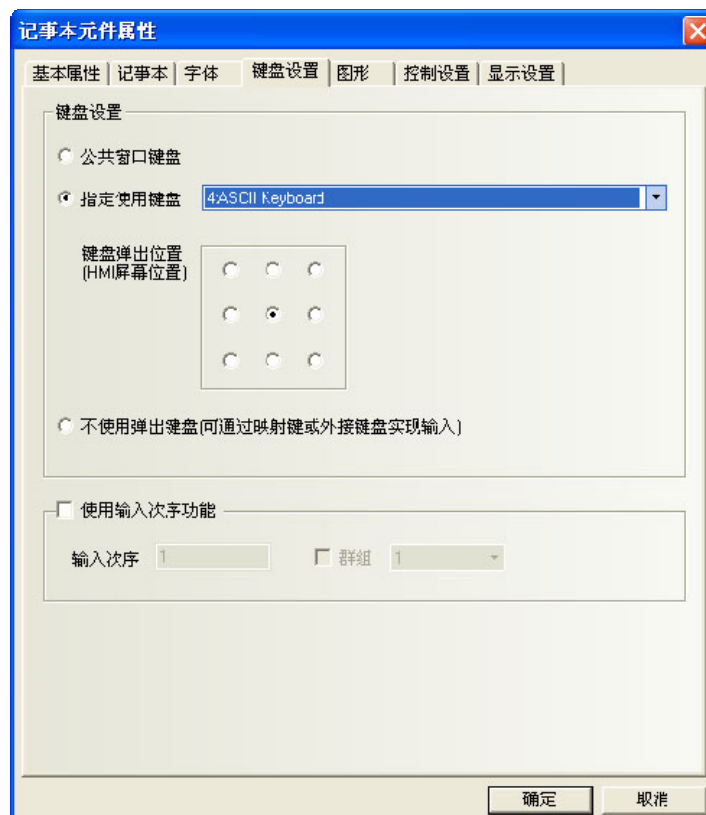 记事本元件属性
基本属性 记事本 字体 键盘设置 图形 控制设置 显示设置
键盘设置
公共窗口键盘
指定使用键盘 4:ASCII Keyboard
键盘弹出位置
(HMI屏幕位置)
不使用弹出键盘(可通过映射键或外接键盘实现输入)
使用输入次序功能
输入次序 1 群组 1
确定 取消